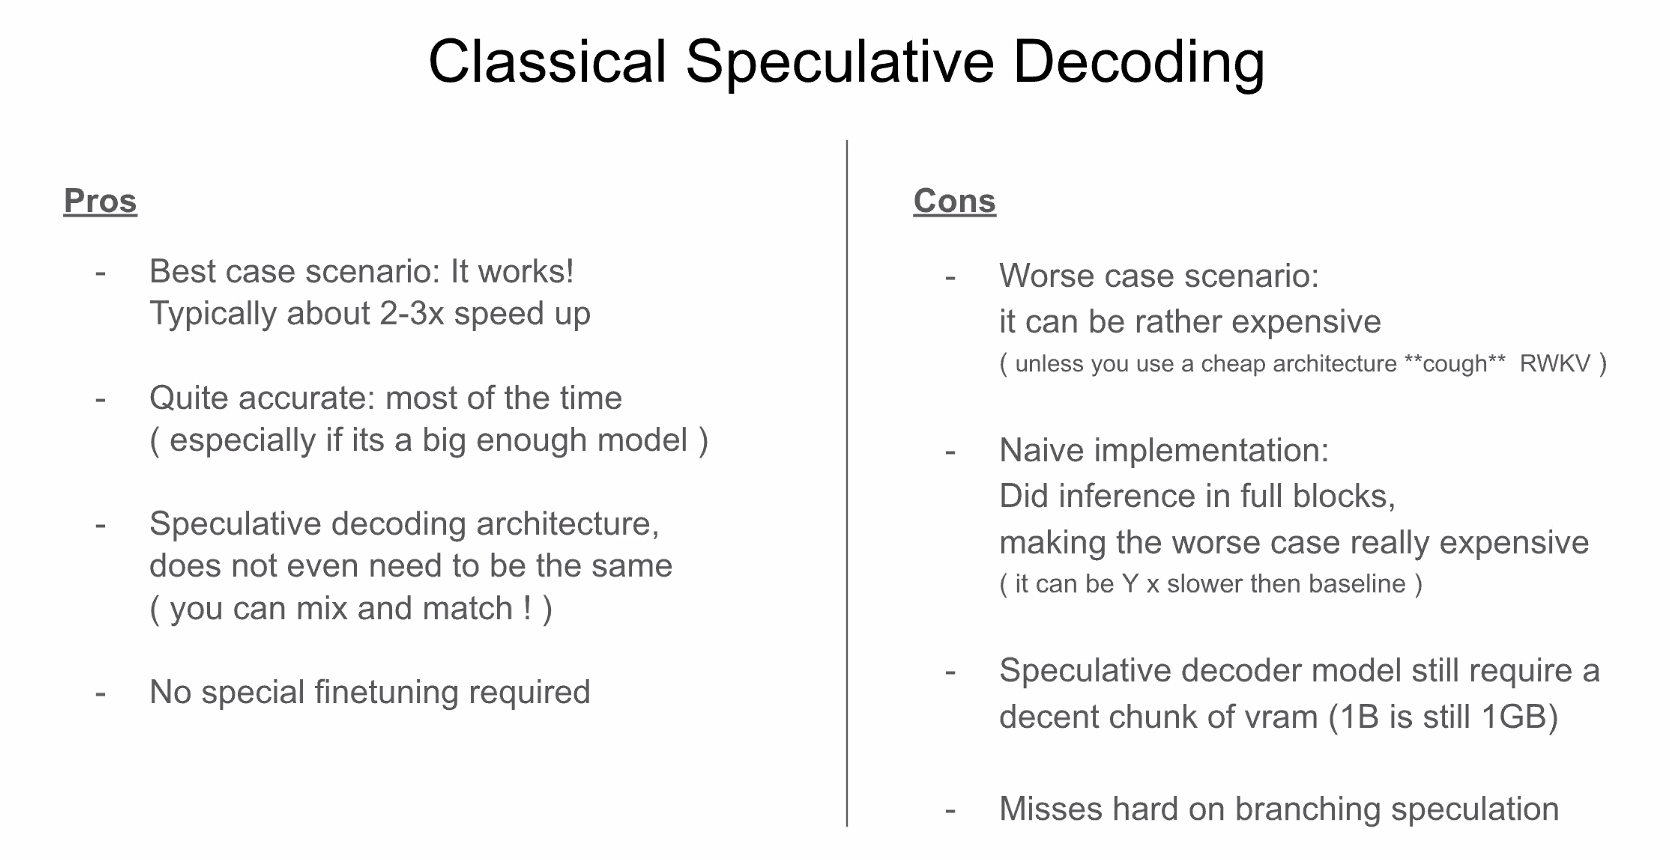 Classical Speculative Decoding
Pros
- Best case scenario: It works!
Typically about 2-3x speed up
- Quite accurate: most of the time
( especially if its a big enough model )
- Speculative decoding architecture,
does not even need to be the same
( you can mix and match ! )
- No special finetuning required
Cons
- Worse case scenario:
it can be rather expensive
( unless you use a cheap architecture **cough** RWKV )
- Naive implementation:
Did inference in full blocks,
making the worse case really expensive
( it can be Y x slower then baseline )
- Speculative decoder model still require a
decent chunk of vram (1B is still 1GB)
- Misses hard on branching speculation